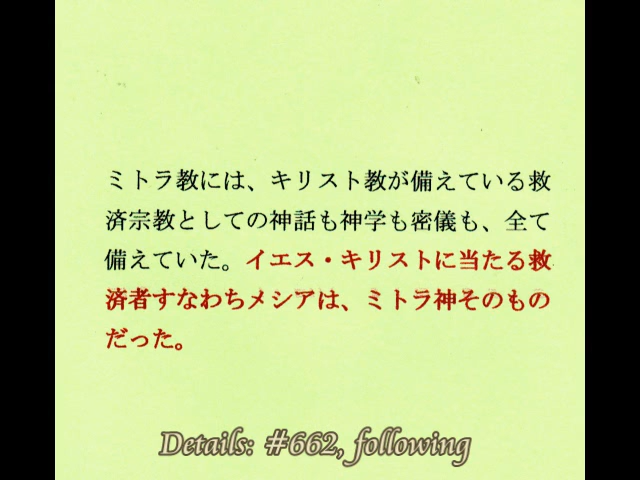 ミトラ教には、キリスト教が備えている救
済宗教としての神話も神学も密儀も、全て
備えていた。イエス・キリストに当たる救
済者すなわちメシアは、ミトラ神そのもの
だった。
Details: #662, following